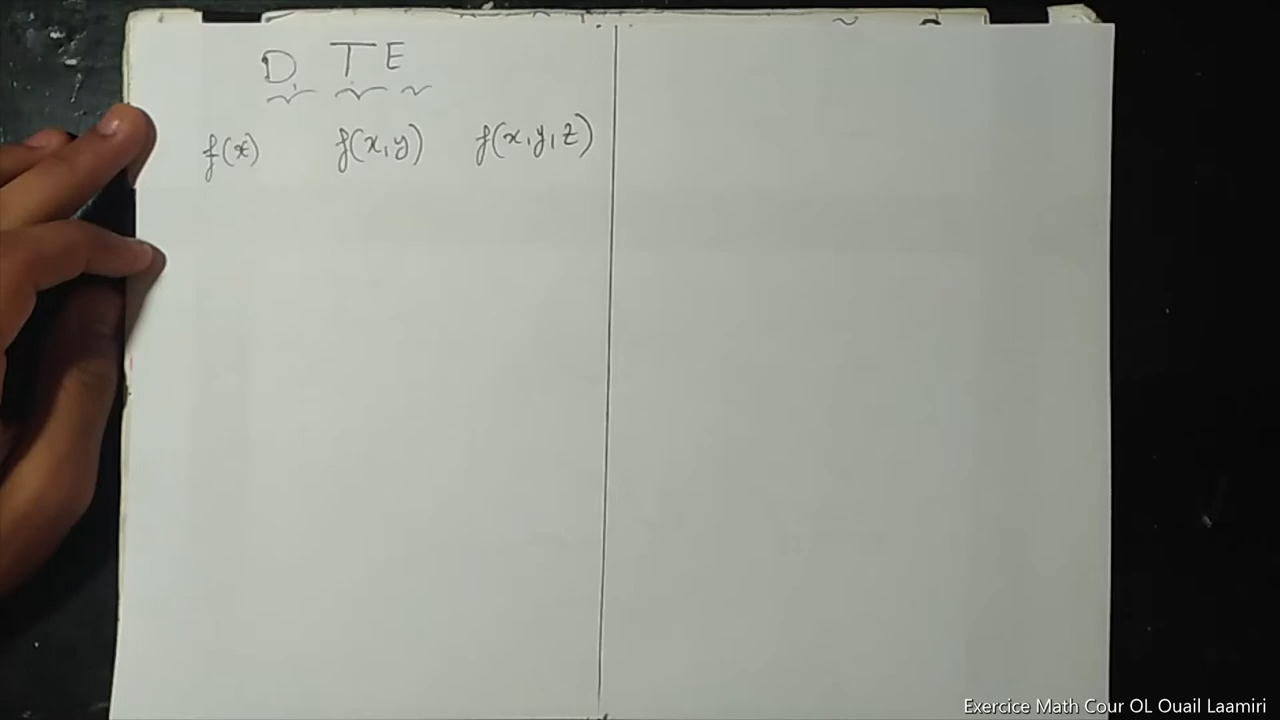 D, T E
f(x) f(x,y) f(x,y,z)
Exercice Math Cour OL Ouail Laamiri